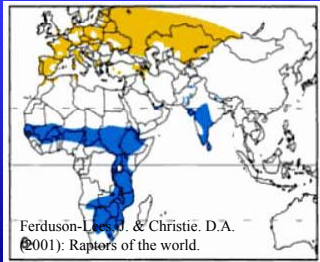 Ferduson-Lees, J. & Christie. D.A.
(2001): Raptors of the world.